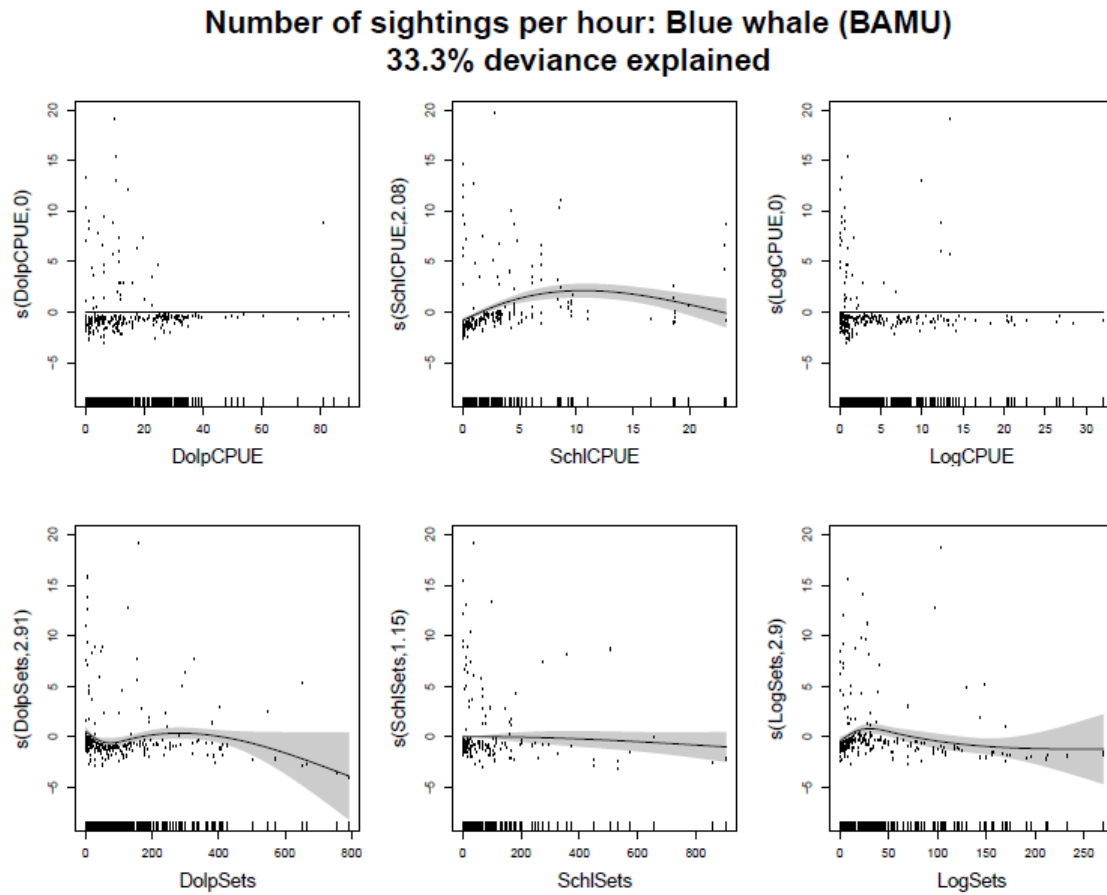 Number of sightings per hour: Blue whale (BAMU)
33.3% deviance explained
s(DolpCPUE,0)
20
15
10
5
0
−5
0 20 40 60 80
DolpCPUE
s(SchlCPUE,2.08)
20
15
10
5
0
−5
0 5 10 15 20
SchlCPUE
s(LogCPUE,0)
20
15
10
5
0
−5
0 5 10 15 20 25 30
LogCPUE
s(DolpSets,2.91)
20
15
10
5
0
−5
0 200 400 600 800
DolpSets
s(SchlSets,1.15)
20
15
10
5
0
−5
0 200 400 600 800
SchlSets
s(LogSets,2.9)
20
15
10
5
0
−5
0 50 100 150 200 250
LogSets